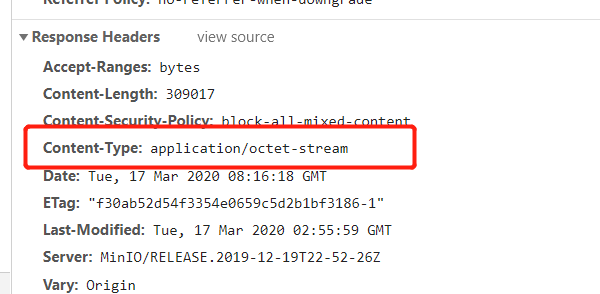 Referrer Policy: no-referrer-when-downgrade
▼ Response Headers view source
Accept-Ranges: bytes
Content-Length: 309017
Content-Security-Policy: block-all-mixed-content
Content-Type: application/octet-stream
Date: Tue, 17 Mar 2020 08:16:18 GMT
ETag: "f30ab52d54f3354e0659c5d2b1bf3186-1"
Last-Modified: Tue, 17 Mar 2020 02:55:59 GMT
Server: MinIO/RELEASE.2019-12-19T22-52-26Z
Vary: Origin